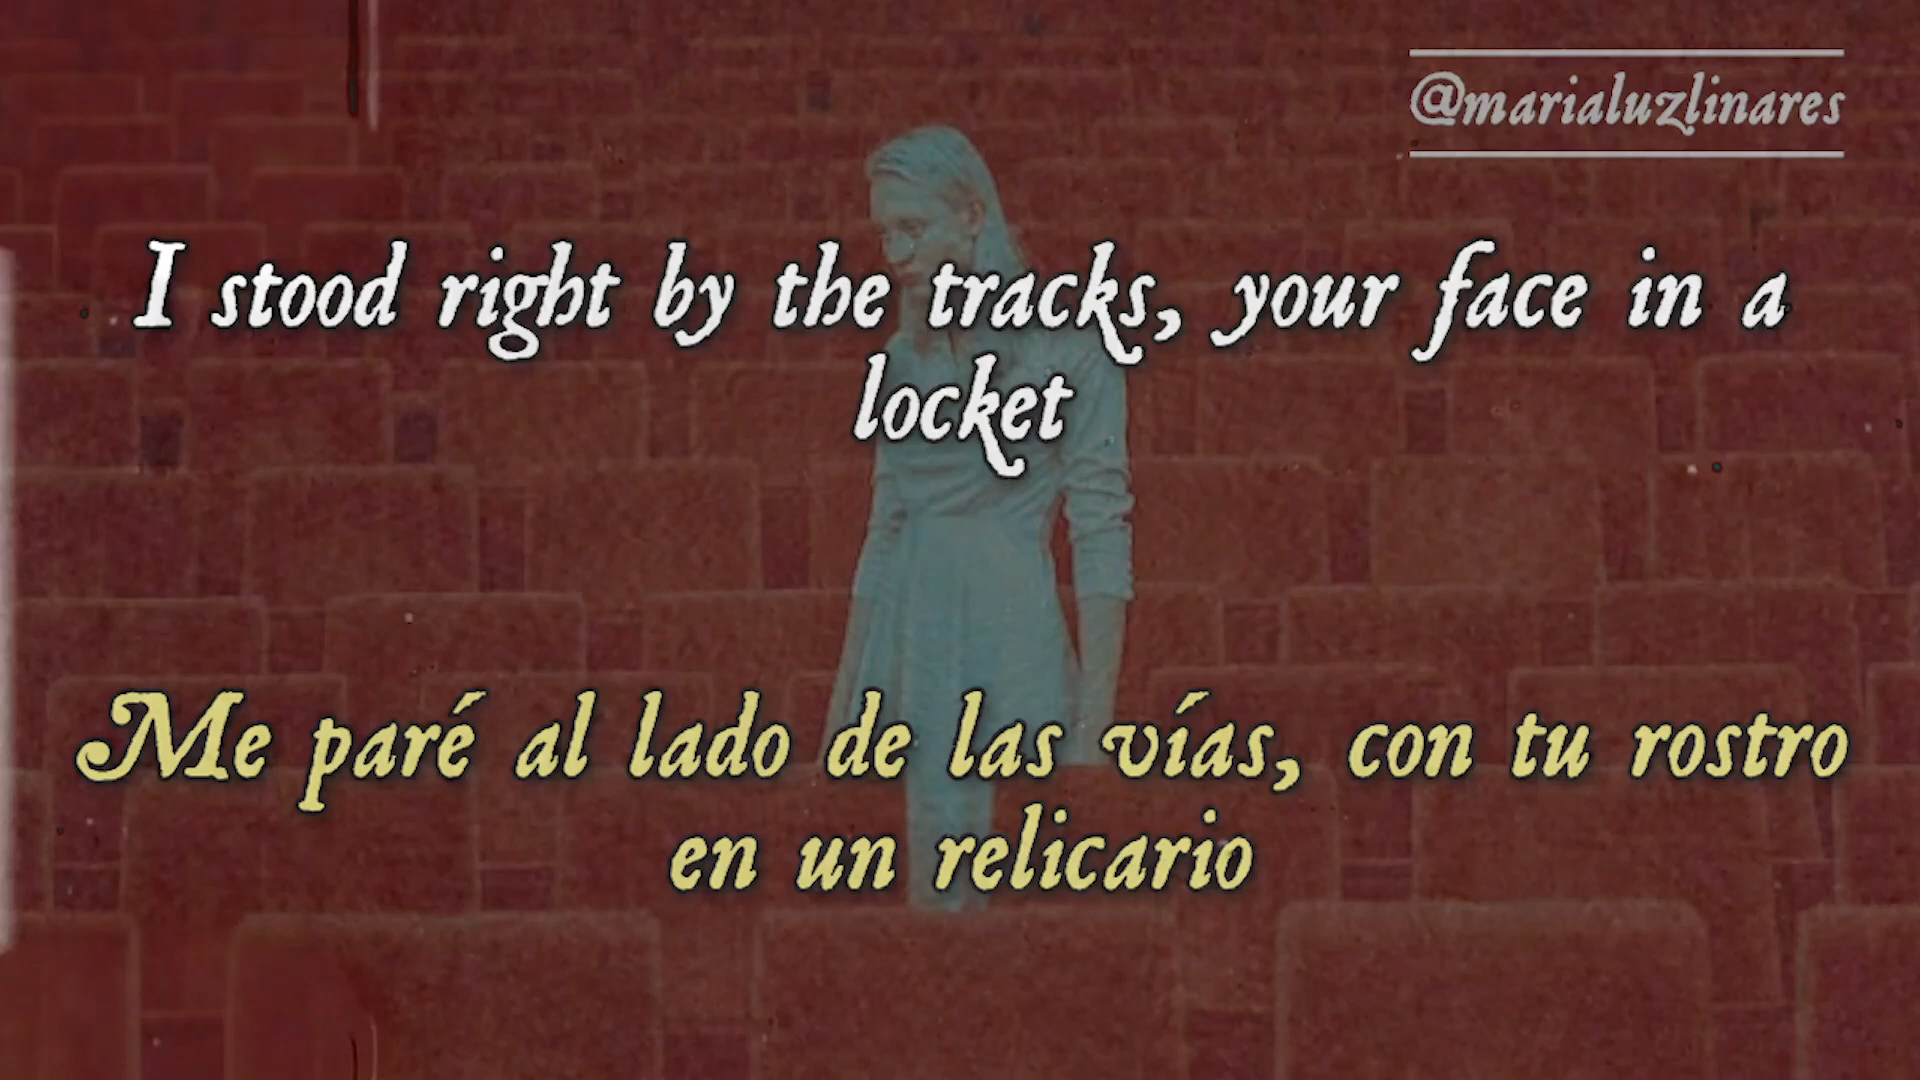 @marialuzlinares
I stood right by the tracks, your face in a
locket
Me paré al lado de las vías, con tu rostro
en un relicario